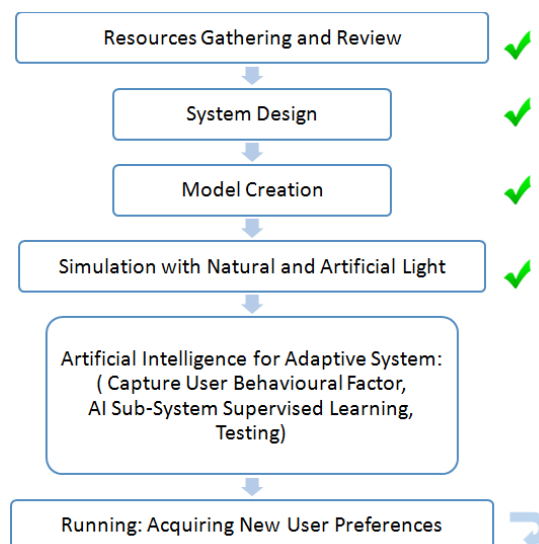 Resources Gathering and Review
System Design
Model Creation
Simulation with Natural and Artificial Light
Artificial Intelligence for Adaptive System:
( Capture User Behavioural Factor,
AI Sub-System Supervised Learning,
Testing)
Running: Acquiring New User Preferences